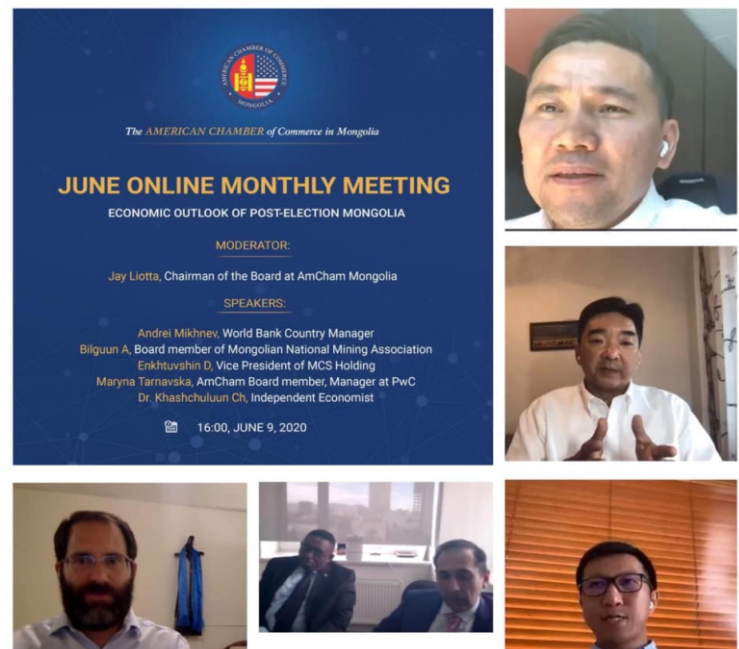 AMERICAN CHAMBER OF COMMERCE
MONGOLIA
The AMERICAN CHAMBER of Commerce in Mongolia
JUNE ONLINE MONTHLY MEETING
ECONOMIC OUTLOOK OF POST-ELECTION MONGOLIA
MODERATOR:
Jay Liotta, Chairman of the Board at AmCham Mongolia
SPEAKERS:
Andrei Mikhnev, World Bank Country Manager
Bilguun A, Board member of Mongolian National Mining Association
Enkhtuvshin D, Vice President of MCS Holding
Maryna Tarnavska, AmCham Board member, Manager at PwC
Dr. Khashchuluun Ch, Independent Economist
16:00, JUNE 9, 2020